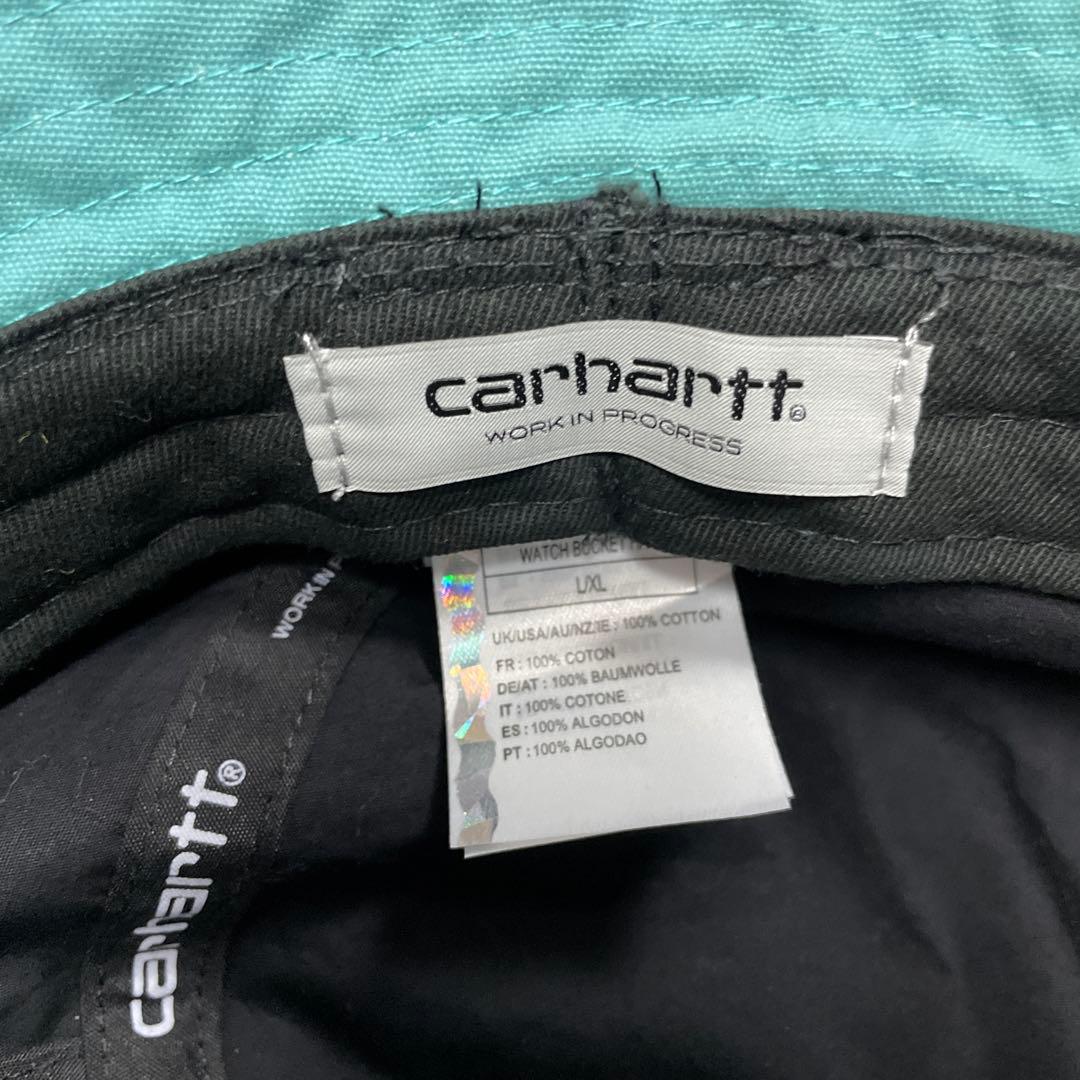 carhartt®
WORK IN PROGRESS
WATCH BUCKET
L/XL
UK/USA/AU/NZ/IE : 100% COTTON
FR : 100% COTON
DE/AT : 100% BAUMWOLLE
IT : 100% COTONE
ES : 100% ALGODON
PT : 100% ALGODAO
WORK IN
carhartt®